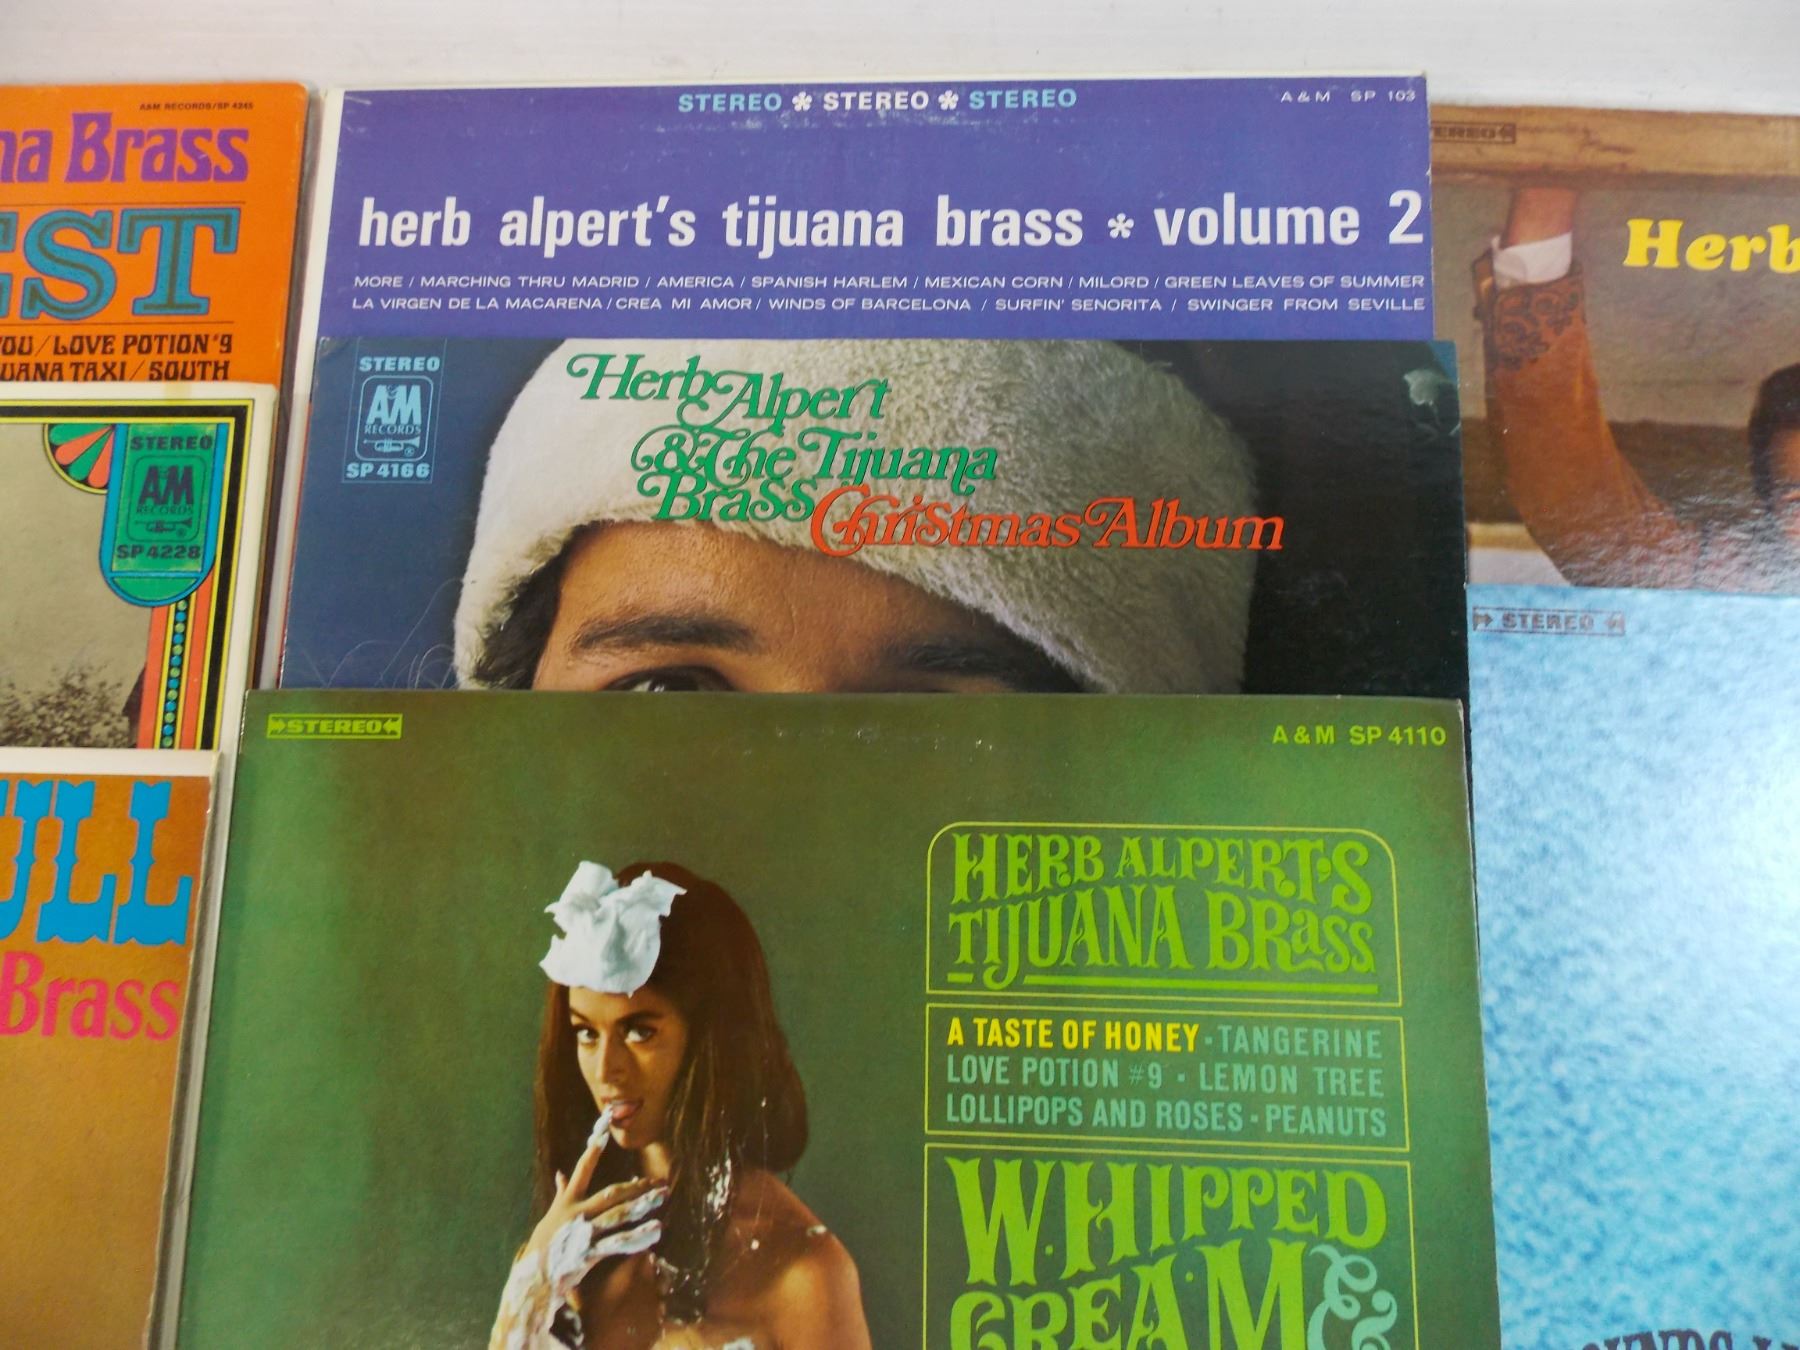 A&M RECORDS/SP 4245
na Brass
EST
YOU / LOVE POTION #9
UANA TAXI / SOUTH
STEREO
A&M
RECORDS
SP 4228
ULL
Brass
STEREO * STEREO * STEREO
A & M SP 103
herb alpert's tijuana brass * volume 2
MORE / MARCHING THRU MADRID / AMERICA / SPANISH HARLEM / MEXICAN CORN / MILORD / GREEN LEAVES OF SUMMER
LA VIRGEN DE LA MACARENA / CREA MI AMOR / WINDS OF BARCELONA / SURFIN' SENORITA / SWINGER FROM SEVILLE
STEREO
A&M
RECORDS
SP 4166
Herb Alpert
& The Tijuana
Brass Christmas Album
STEREO
A & M SP 4110
HERB ALPERT'S
TIJUANA BRASS
A TASTE OF HONEY - TANGERINE
LOVE POTION #9 - LEMON TREE
LOLLIPOPS AND ROSES - PEANUTS
WHIPPED
CREAM &
STEREO
Herb
STEREO